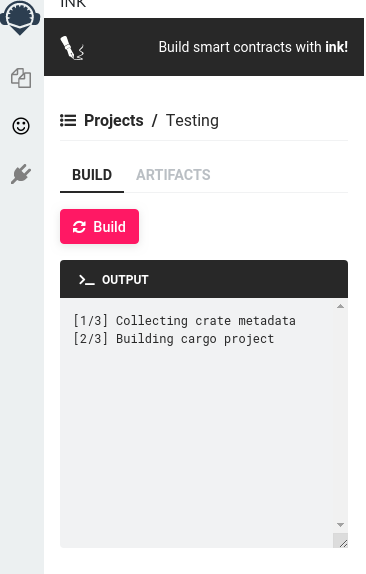 INK
Build smart contracts with ink!
Projects / Testing
BUILD ARTIFACTS
Build
OUTPUT
[1/3] Collecting crate metadata
[2/3] Building cargo project